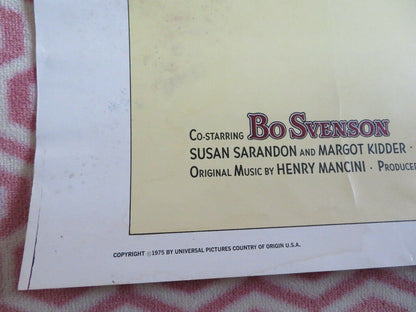 CO-STARRING BO SVENSON
SUSAN SARANDON AND MARGOT KIDDER ·
ORIGINAL MUSIC BY HENRY MANCINI · PRODUCE
COPYRIGHT ©1975 BY UNIVERSAL PICTURES COUNTRY OF ORIGIN U.S.A.